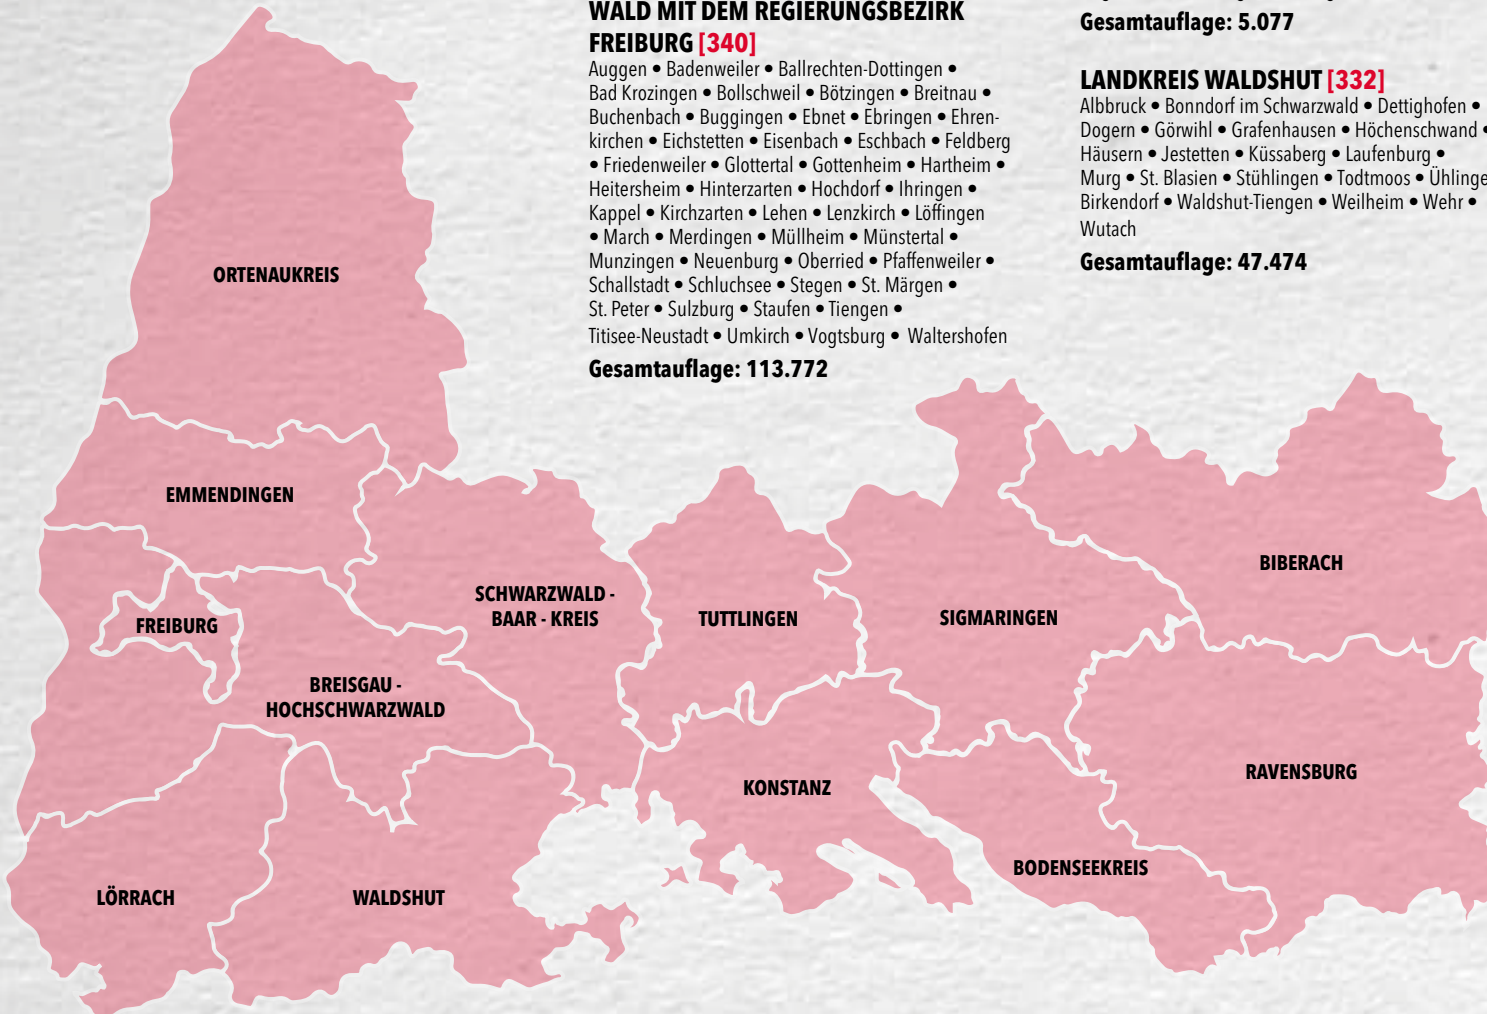 WALD MIT DEM REGIERUNGSBEZIRK
FREIBURG [340]
Auggen • Badenweiler • Ballrechten-Dottingen •
Bad Krozingen • Bollschweil • Bötzingen • Breitnau •
Buchenbach • Buggingen • Ebnet • Ebringen • Ehren-
kirchen • Eichstetten • Eisenbach • Eschbach • Feldberg
• Friedenweiler • Glottertal • Gottenheim • Hartheim •
Heitersheim • Hinterzarten • Hochdorf • Ihringen •
Kappel • Kirchzarten • Lehen • Lenzkirch • Löffingen
• March • Merdingen • Müllheim • Münstertal •
Munzingen • Neuenburg • Oberried • Pfaffenweiler •
Schallstadt • Schluchsee • Stegen • St. Märgen •
St. Peter • Sulzburg • Staufen • Tiengen •
Titisee-Neustadt • Umkirch • Vogtsburg • Waltershofen
Gesamtauflage: 113.772
Gesamtauflage: 5.077
LANDKREIS WALDSHUT [332]
Albbruck • Bonndorf im Schwarzwald • Dettighofen •
Dogern • Görwihl • Grafenhausen • Höchenschwand •
Häusern • Jestetten • Küssaberg • Laufenburg •
Murg • St. Blasien • Stühlingen • Todtmoos • Ühlinge
Birkendorf • Waldshut-Tiengen • Weilheim • Wehr •
Wutach
Gesamtauflage: 47.474
ORTENAUKREIS
EMMENDINGEN
FREIBURG
BREISGAU -
HOCHSCHWARZWALD
SCHWARZWALD -
BAAR - KREIS
TUTTLINGEN
SIGMARINGEN
BIBERACH
KONSTANZ
RAVENSBURG
BODENSEEKREIS
LÖRRACH
WALDSHUT